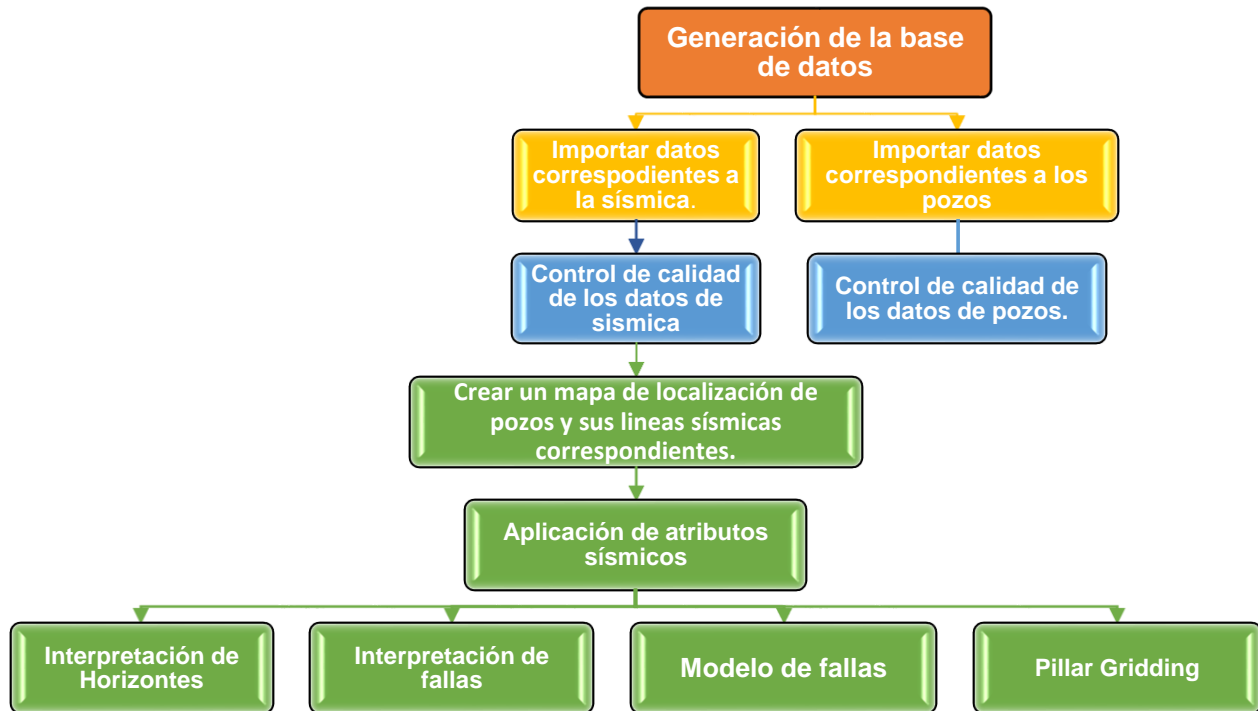 Generación de la base
de datos
Importar datos
correspodientes a
la sísmica.
Importar datos
correspondientes a los
pozos
Control de calidad
de los datos de
sismica
Control de calidad de
los datos de pozos.
Crear un mapa de localización de
pozos y sus lineas sísmicas
correspondientes.
Aplicación de atributos
sísmicos
Interpretación de
Horizontes
Interpretación de
fallas
Modelo de fallas
Pillar Gridding